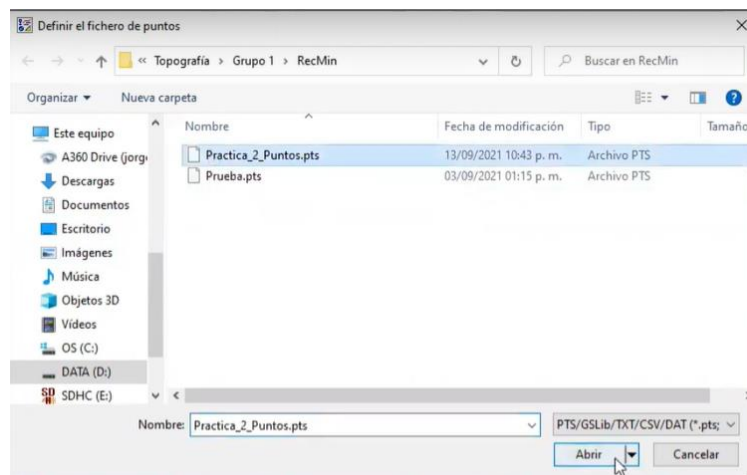 Definir el fichero de puntos
« Topografía > Grupo 1 > RecMin
Buscar en RecMin
Organizar
Nueva carpeta
Nombre
Fecha de modificación
Tipo
Tamaño
Este equipo
A360 Drive (jorg
Descargas
Documentos
Escritorio
Imágenes
Música
Objetos 3D
Vídeos
OS (C:)
DATA (D:)
SDHC (E:)
Practica_2_Puntos.pts 13/09/2021 10:43 p. m. Archivo PTS
Prueba.pts 03/09/2021 01:15 p. m. Archivo PTS
Nombre: Practica_2_Puntos.pts
PTS/GSLib/TXT/CSV/DAT (*.pts;
Abrir
Cancelar